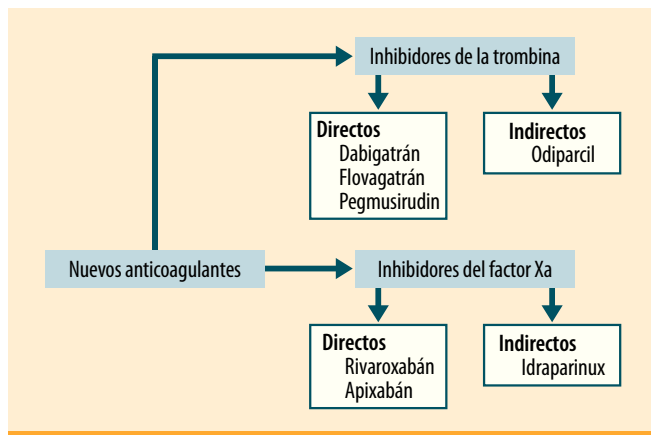 Inhibidores de la trombina
Directos
Dabigatrán
Flovagatrán
Pegmusirudin
Indirectos
Odiparcil
Nuevos anticoagulantes
Inhibidores del factor Xa
Directos
Rivaroxabán
Apixabán
Indirectos
Idraparinux